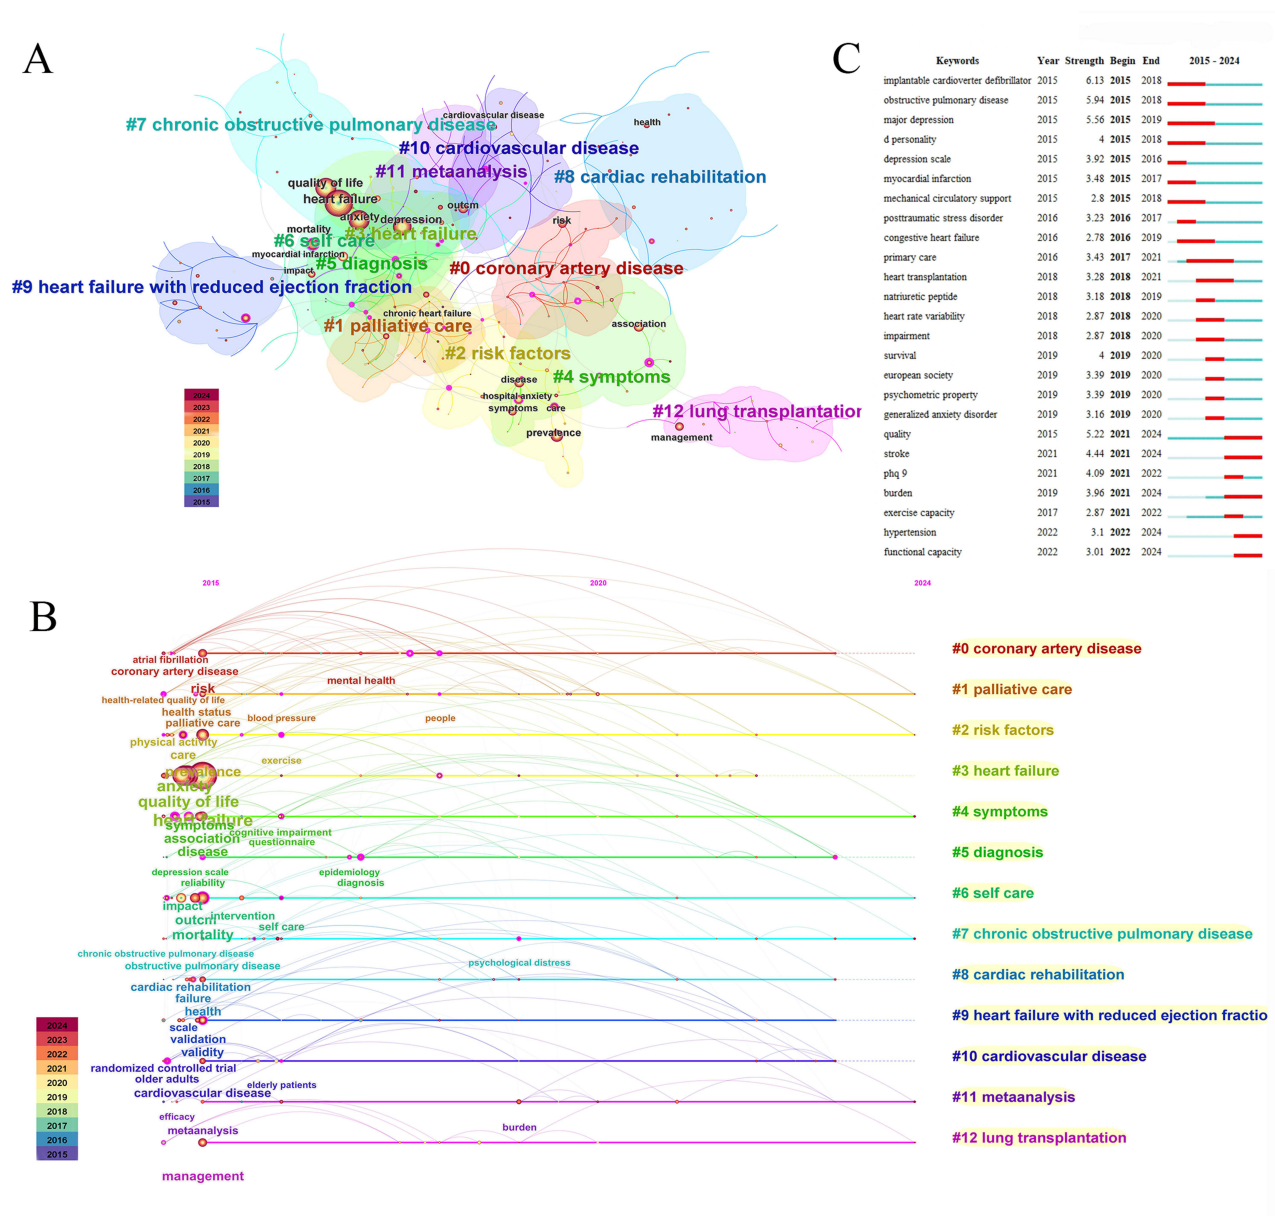 A
#7 chronic obstructive pulmonary disease
cardiovascular disease
health
#10 cardiovascular disease
#11 metaanalysis
#8 cardiac rehabilitation
quality of life
heart failure
outcm
anxiety
depression
risk
mortality
#3 heart failure
#6 self care
myocardial infarction
#5 diagnosis
impact
#0 coronary artery disease
#9 heart failure with reduced ejection fraction
chronic heart failure
#1 palliative care
association
#2 risk factors
disease
#4 symptoms
hospital anxiety
symptoms
care
#12 lung transplantation
prevalence
management
2024
2023
2022
2021
2020
2019
2018
2017
2016
2015
C
Keywords Year Strength Begin End 2015 - 2024
implantable cardioverter defibrillator 2015 6.13 2015 2018
obstructive pulmonary disease 2015 5.94 2015 2018
major depression 2015 5.56 2015 2019
d personality 2015 4 2015 2018
depression scale 2015 3.92 2015 2016
myocardial infarction 2015 3.48 2015 2017
mechanical circulatory support 2015 2.8 2015 2018
posttraumatic stress disorder 2016 3.23 2016 2017
congestive heart failure 2016 2.78 2016 2019
primary care 2016 3.43 2017 2021
heart transplantation 2018 3.28 2018 2021
natriuretic peptide 2018 3.18 2018 2019
heart rate variability 2018 2.87 2018 2020
impairment 2018 2.87 2018 2020
survival 2019 4 2019 2020
european society 2019 3.39 2019 2020
psychometric property 2019 3.39 2019 2020
generalized anxiety disorder 2019 3.16 2019 2020
quality 2015 5.22 2021 2024
stroke 2021 4.44 2021 2024
phq 9 2021 4.09 2021 2022
burden 2019 3.96 2021 2024
exercise capacity 2017 2.87 2021 2022
hypertension 2022 3.1 2022 2024
functional capacity 2022 3.01 2022 2024
B
2015 2020 2024
atrial fibrillation
coronary artery disease
#0 coronary artery disease
mental health
risk
#1 palliative care
health-related quality of life
health status
palliative care
blood pressure
people
#2 risk factors
physical activity
care
exercise
prevalence
#3 heart failure
anxiety
quality of life
heart failure
#4 symptoms
symptoms
cognitive impairment
association
questionnaire
disease
#5 diagnosis
depression scale
epidemiology
reliability
diagnosis
#6 self care
impact
outcm
intervention
self care
mortality
#7 chronic obstructive pulmonary disease
chronic obstructive pulmonary disease
obstructive pulmonary disease
psychological distress
#8 cardiac rehabilitation
cardiac rehabilitation
failure
health
#9 heart failure with reduced ejection fractio
scale
validation
validity
#10 cardiovascular disease
randomized controlled trial
older adults
elderly patients
cardiovascular disease
#11 metaanalysis
efficacy
metaanalysis
burden
#12 lung transplantation
management
2024
2023
2022
2021
2020
2019
2018
2017
2016
2015